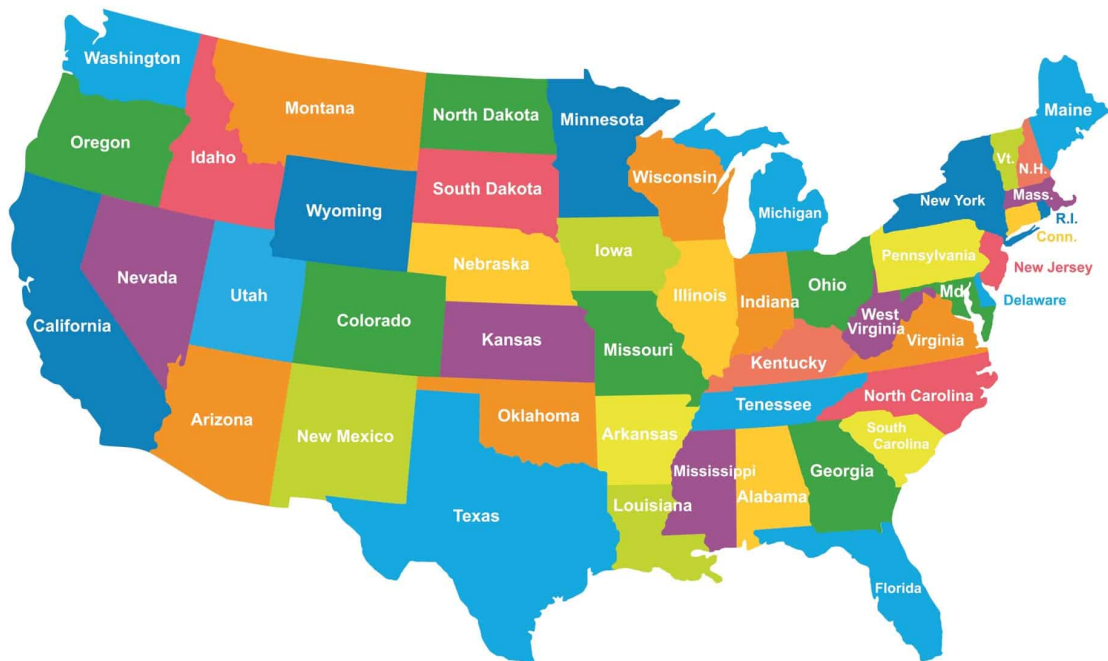 Washington
Montana
North Dakota
Minnesota
Maine
Oregon
Idaho
Vt.
N.H.
Wisconsin
South Dakota
Mass.
New York
Wyoming
Michigan
R.I.
Conn.
Iowa
Pennsylvania
Nebraska
New Jersey
Nevada
Ohio
Md.
Utah
Illinois
Indiana
Delaware
Colorado
West
Virginia
California
Kansas
Virginia
Missouri
Kentucky
North Carolina
Tenessee
Arizona
Oklahoma
South
Carolina
New Mexico
Arkansas
Mississippi
Georgia
Alabama
Louisiana
Texas
Florida